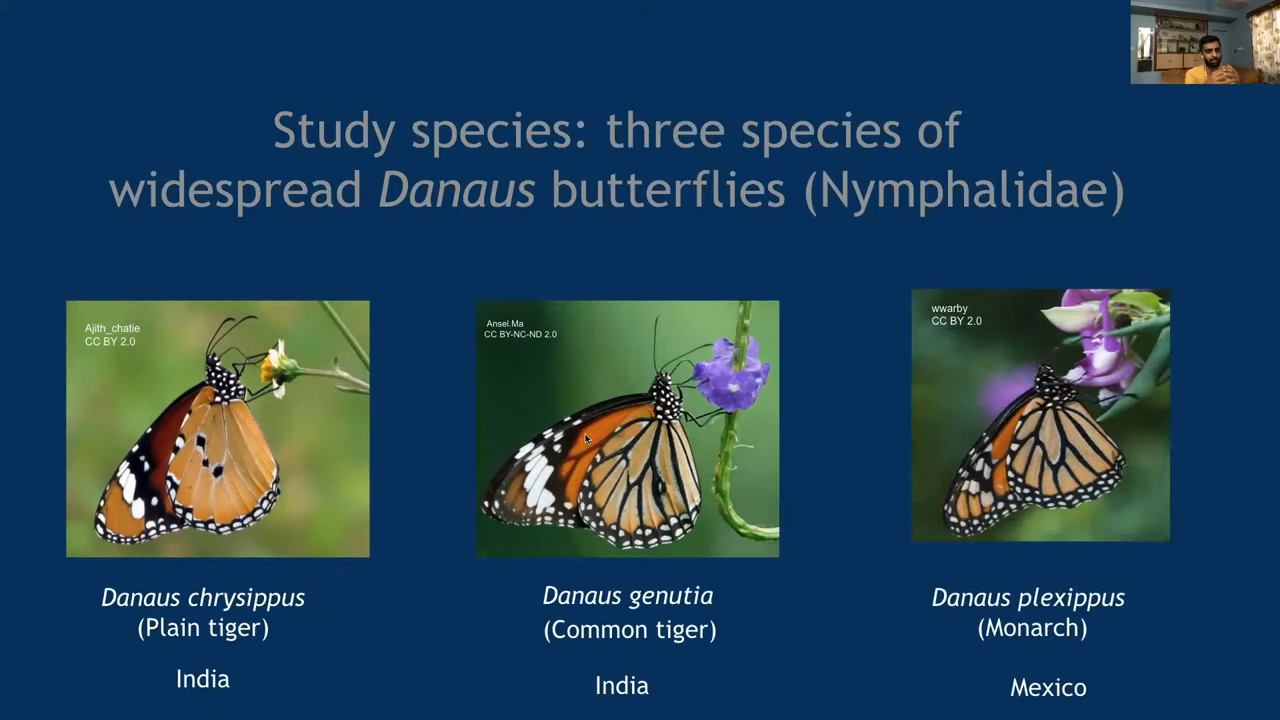 Study species: three species of
widespread Danaus butterflies (Nymphalidae)
Ajith_chatie
CC BY 2.0
Ansel.Ma
CC BY-NC-ND 2.0
wwarby
CC BY 2.0
Danaus chrysippus
(Plain tiger)
India
Danaus genutia
(Common tiger)
India
Danaus plexippus
(Monarch)
Mexico